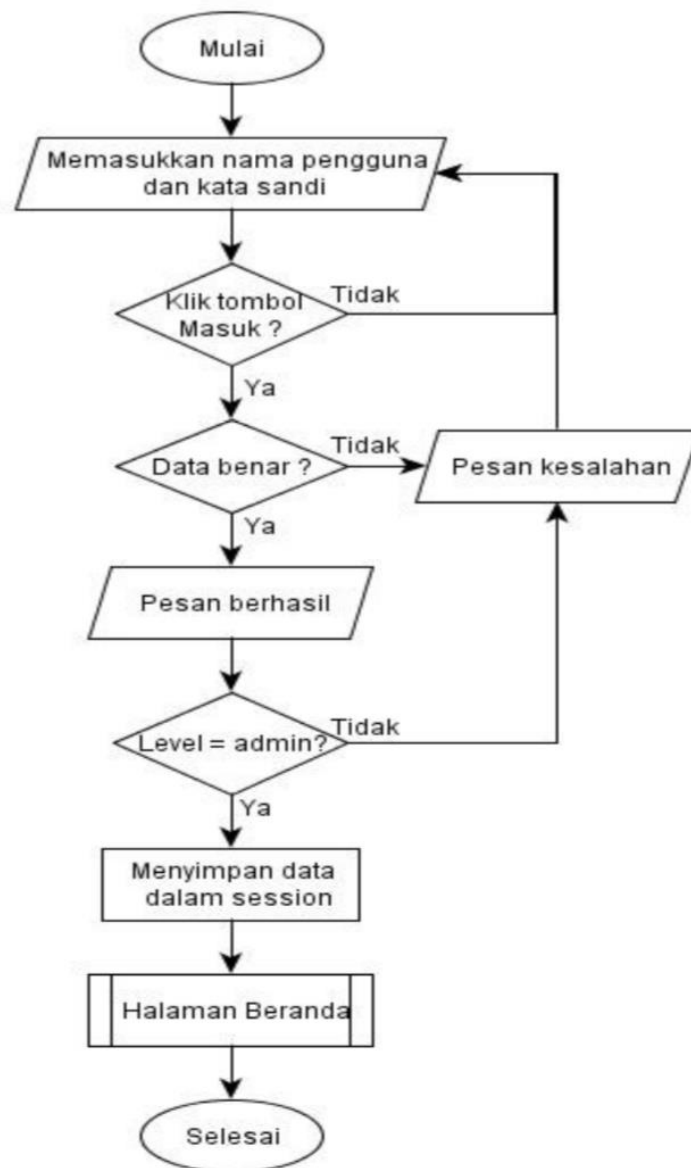 Mulai
Memasukkan nama pengguna
dan kata sandi
Klik tombol
Masuk ?
Tidak
Ya
Data benar ?
Tidak
Pesan kesalahan
Ya
Pesan berhasil
Level = admin?
Tidak
Ya
Menyimpan data
dalam session
Halaman Beranda
Selesai